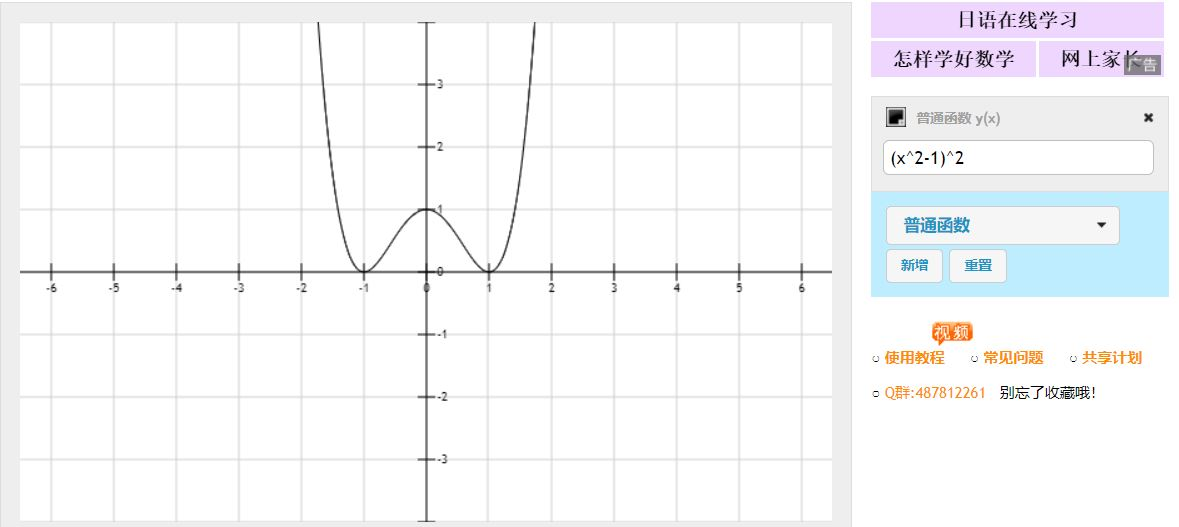 日语在线学习
怎样学好数学
网上家长
广告
普通函数 y(x)
(x^2-1)^2
普通函数
新增
重置
视频
使用教程
常见问题
共享计划
Q群:487812261 别忘了收藏哦!
3
2
1
0
-6 -5 -4 -3 -2 -1 0 1 2 3 4 5 6
-1
-2
-3